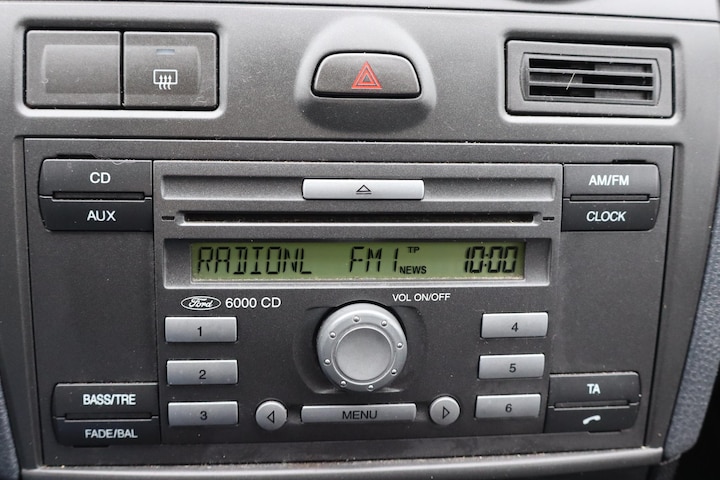 CD
AUX
AM/FM
CLOCK
RADIONL FM1 TP NEWS 10:00
Ford 6000 CD
VOL ON/OFF
1
2
3
4
5
6
BASS/TRE
FADE/BAL
MENU
TA